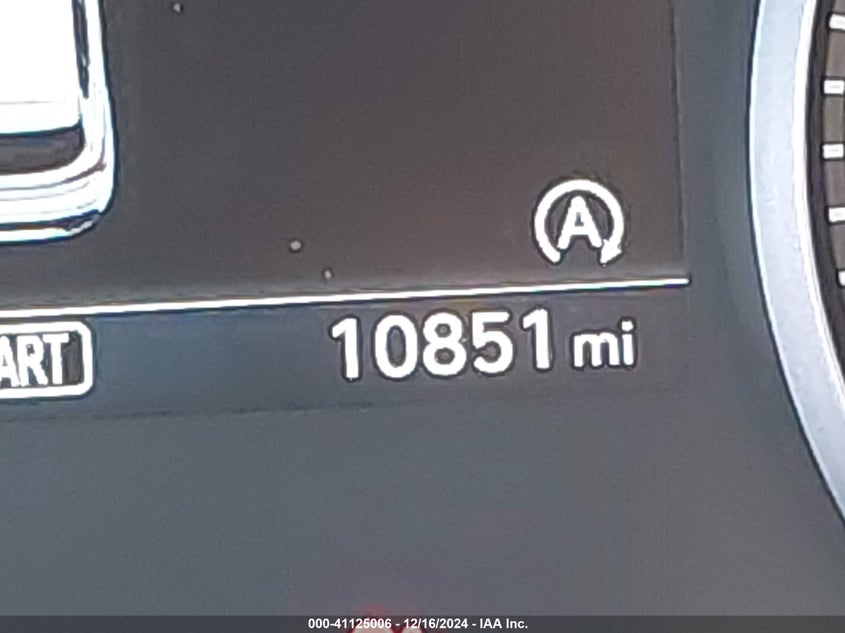 A
ART
10851 mi
000-41125006 - 12/16/2024 - IAA Inc.